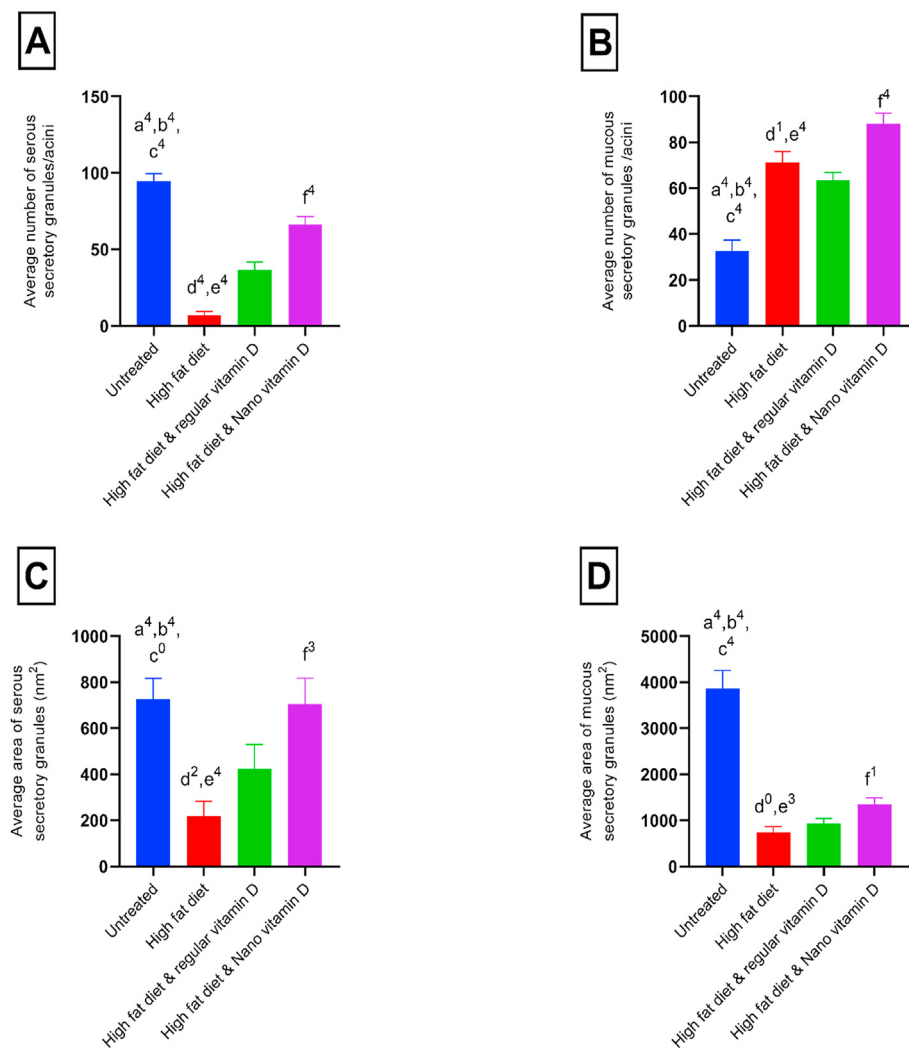 A
Average number of serous
secretory granules/acini
150
100
50
0
a⁴,b⁴,
c⁴
d⁴,e⁴
f⁴
Untreated
High fat diet
High fat diet & regular vitamin D
High fat diet & Nano vitamin D
B
Average number of mucous
secretory granules /acini
100
80
60
40
20
0
a⁴,b⁴,
c⁴
d¹,e⁴
f⁴
Untreated
High fat diet
High fat diet & regular vitamin D
High fat diet & Nano vitamin D
C
Average area of serous
secretory granules (nm²)
1000
800
600
400
200
0
a⁴,b⁴,
c⁰
d²,e⁴
f³
Untreated
High fat diet
High fat diet & regular vitamin D
High fat diet & Nano vitamin D
D
Average area of mucous
secretory granules (nm²)
5000
4000
3000
2000
1000
0
a⁴,b⁴,
c⁴
d⁰,e³
f¹
Untreated
High fat diet
High fat diet & regular vitamin D
High fat diet & Nano vitamin D